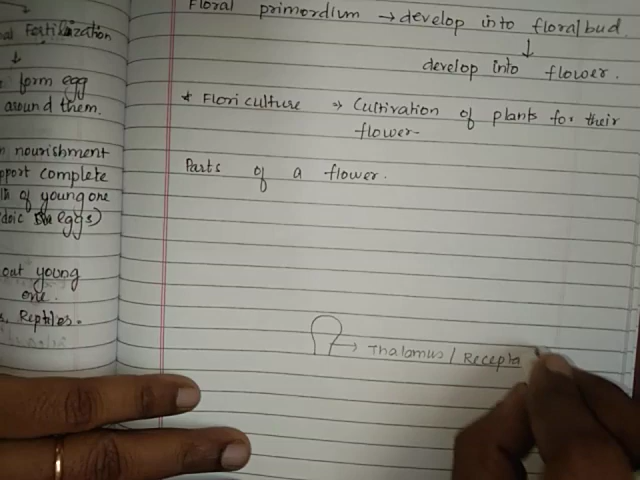 al Fertilization
form egg
around them.
nourishment
pport complete
of young one
eggs)
out young
one.
Reptiles.
Floral primordium → develop into floral bud.
↓
develop into flower.
* Floriculture → Cultivation of plants for their
flower-
Parts of a flower.
→ Thalamus / Recepta